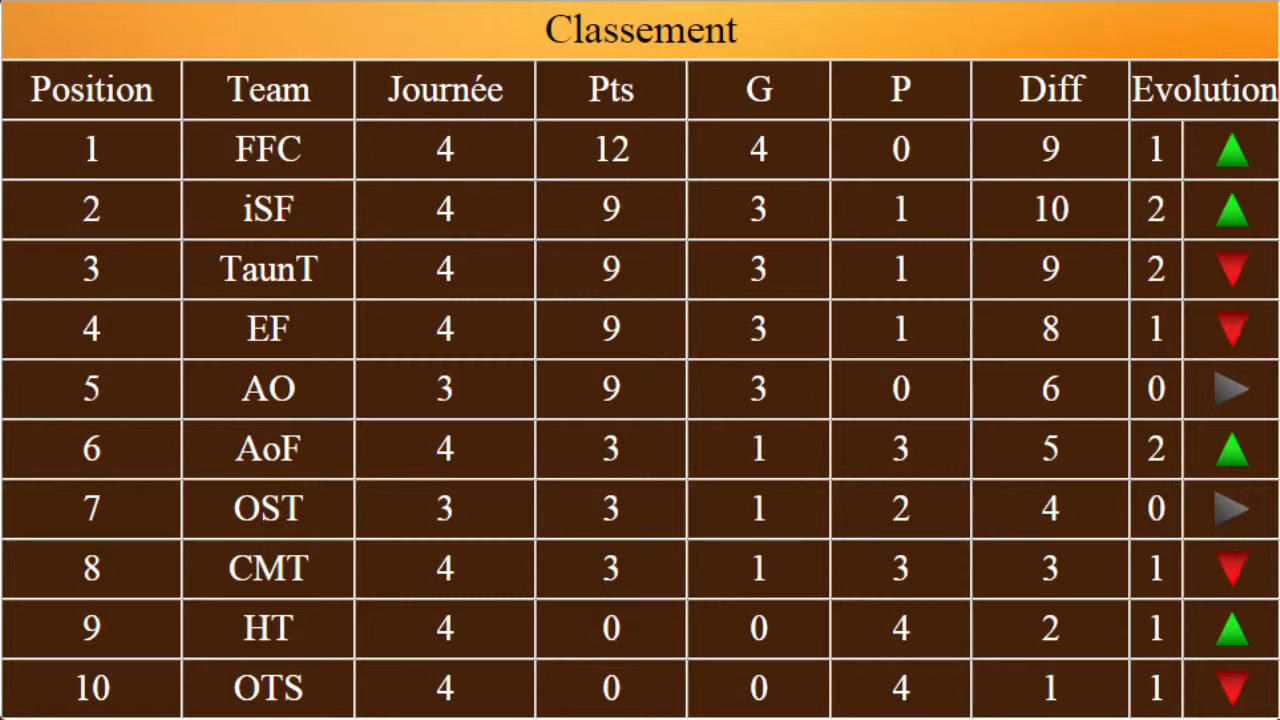 Classement
Position Team Journée Pts G P Diff Evolution
1 FFC 4 12 4 0 9 1
2 iSF 4 9 3 1 10 2
3 TaunT 4 9 3 1 9 2
4 EF 4 9 3 1 8 1
5 AO 3 9 3 0 6 0
6 AoF 4 3 1 3 5 2
7 OST 3 3 1 2 4 0
8 CMT 4 3 1 3 3 1
9 HT 4 0 0 4 2 1
10 OTS 4 0 0 4 1 1